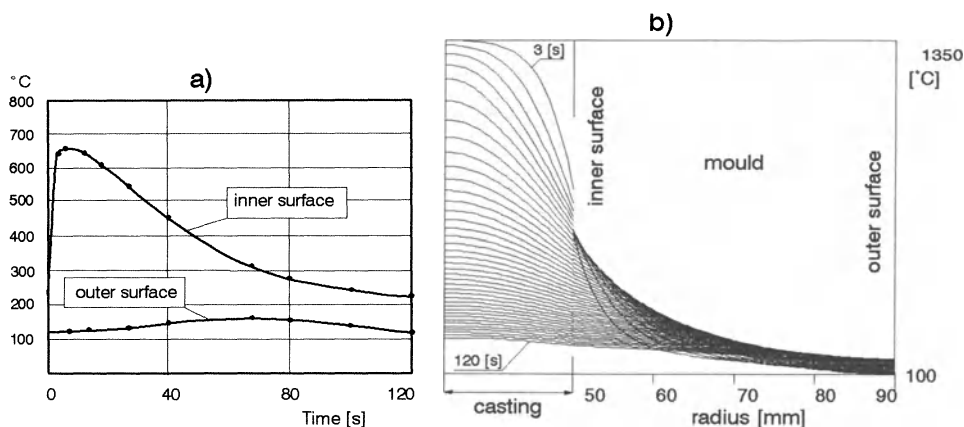 a)
°C
800
700
600
500
400
300
200
100
inner surface
outer surface
0 40 80 120
Time [s]
b)
3 [s]
1350
[°C]
inner surface
mould
outer surface
120 [s]
100
casting
50 60 70 80 90
radius [mm]